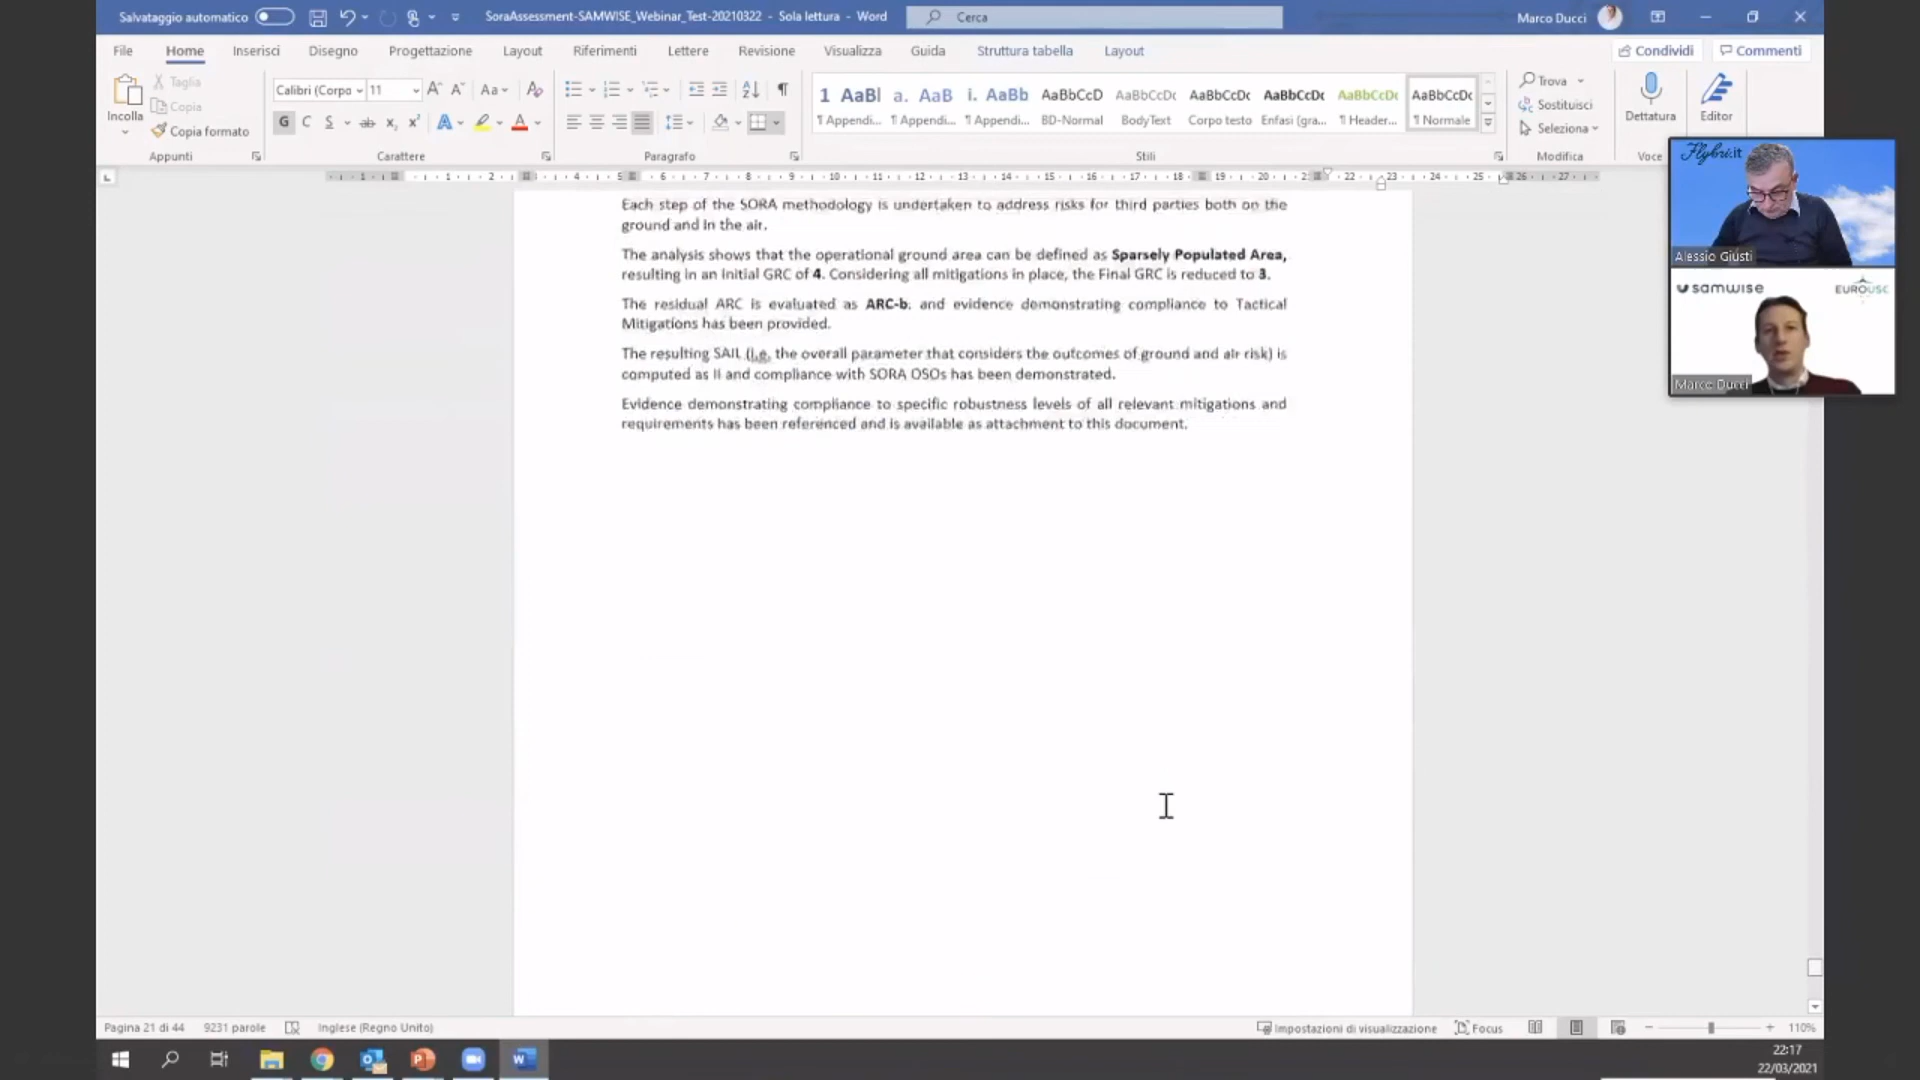 Salvataggio automatico
SoraAssessment-SAMWISE_Webinar_Test-20210322 - Sola lettura - Word
Cerca
Marco Ducci
File Home Inserisci Disegno Progettazione Layout Riferimenti Lettere Revisione Visualizza Guida Struttura tabella Layout
Condividi Commenti
Incolla
Taglia
Copia
Copia formato
Appunti
Calibri (Corpo 11
Carattere
Paragrafo
1 AaBl a. AaB i. AaBb AaBbCcD AaBbCcDc AaBbCcDc AaBbCcDc AaBbCcDc AaBbCcDc
¶ Appendi... ¶ Appendi... ¶ Appendi... BD-Normal BodyText Corpo testo Enfasi (gra... ¶ Header... ¶ Normale
Stili
Trova
Sostituisci
Seleziona
Modifica
Dettatura
Voce
Editor
Flybri.it
Alessio Giusti
samwise EUROUSC
Marco Ducci
Each step of the SORA methodology is undertaken to address risks for third parties both on the
ground and in the air.
The analysis shows that the operational ground area can be defined as Sparsely Populated Area,
resulting in an initial GRC of 4. Considering all mitigations in place, the Final GRC is reduced to 3.
The residual ARC is evaluated as ARC-b. and evidence demonstrating compliance to Tactical
Mitigations has been provided.
The resulting SAIL (i.e. the overall parameter that considers the outcomes of ground and air risk) is
computed as II and compliance with SORA OSOs has been demonstrated.
Evidence demonstrating compliance to specific robustness levels of all relevant mitigations and
requirements has been referenced and is available as attachment to this document.
Pagina 21 di 44 9231 parole Inglese (Regno Unito)
Impostazioni di visualizzazione Focus 110%
22:17
22/03/2021